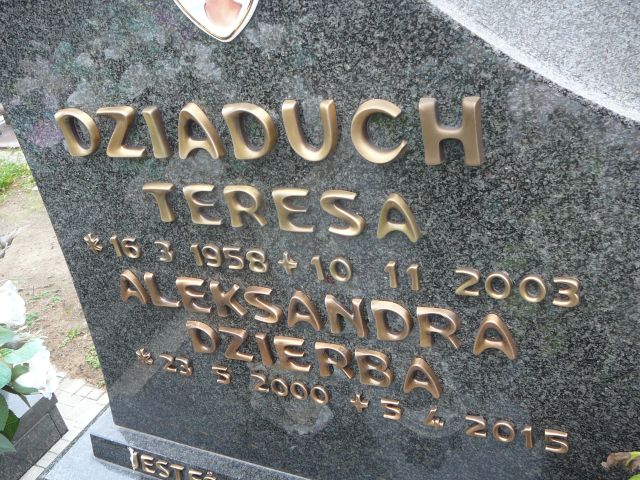 DZIADUCH
TERESA
* 16 3 1958 + 10 11 2003
ALEKSANDRA
DZIERBA
* 23 5 2000 + 5 4 2015